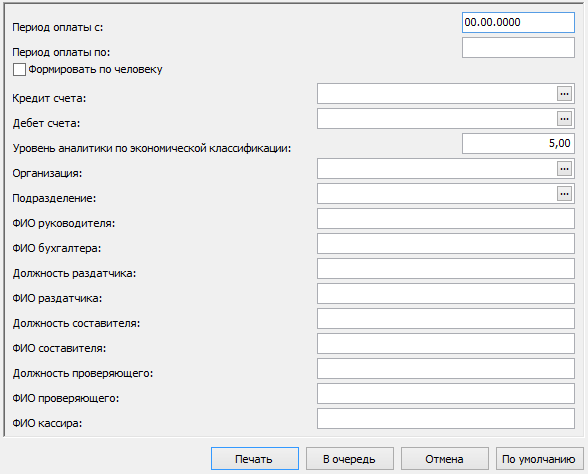 Период оплаты с: 00.00.0000
Период оплаты по:
Формировать по человеку
Кредит счета: ...
Дебет счета: ...
Уровень аналитики по экономической классификации: 5,00
Организация: ...
Подразделение: ...
ФИО руководителя:
ФИО бухгалтера:
Должность раздатчика:
ФИО раздатчика:
Должность составителя:
ФИО составителя:
Должность проверяющего:
ФИО проверяющего:
ФИО кассира:
Печать В очередь Отмена По умолчанию